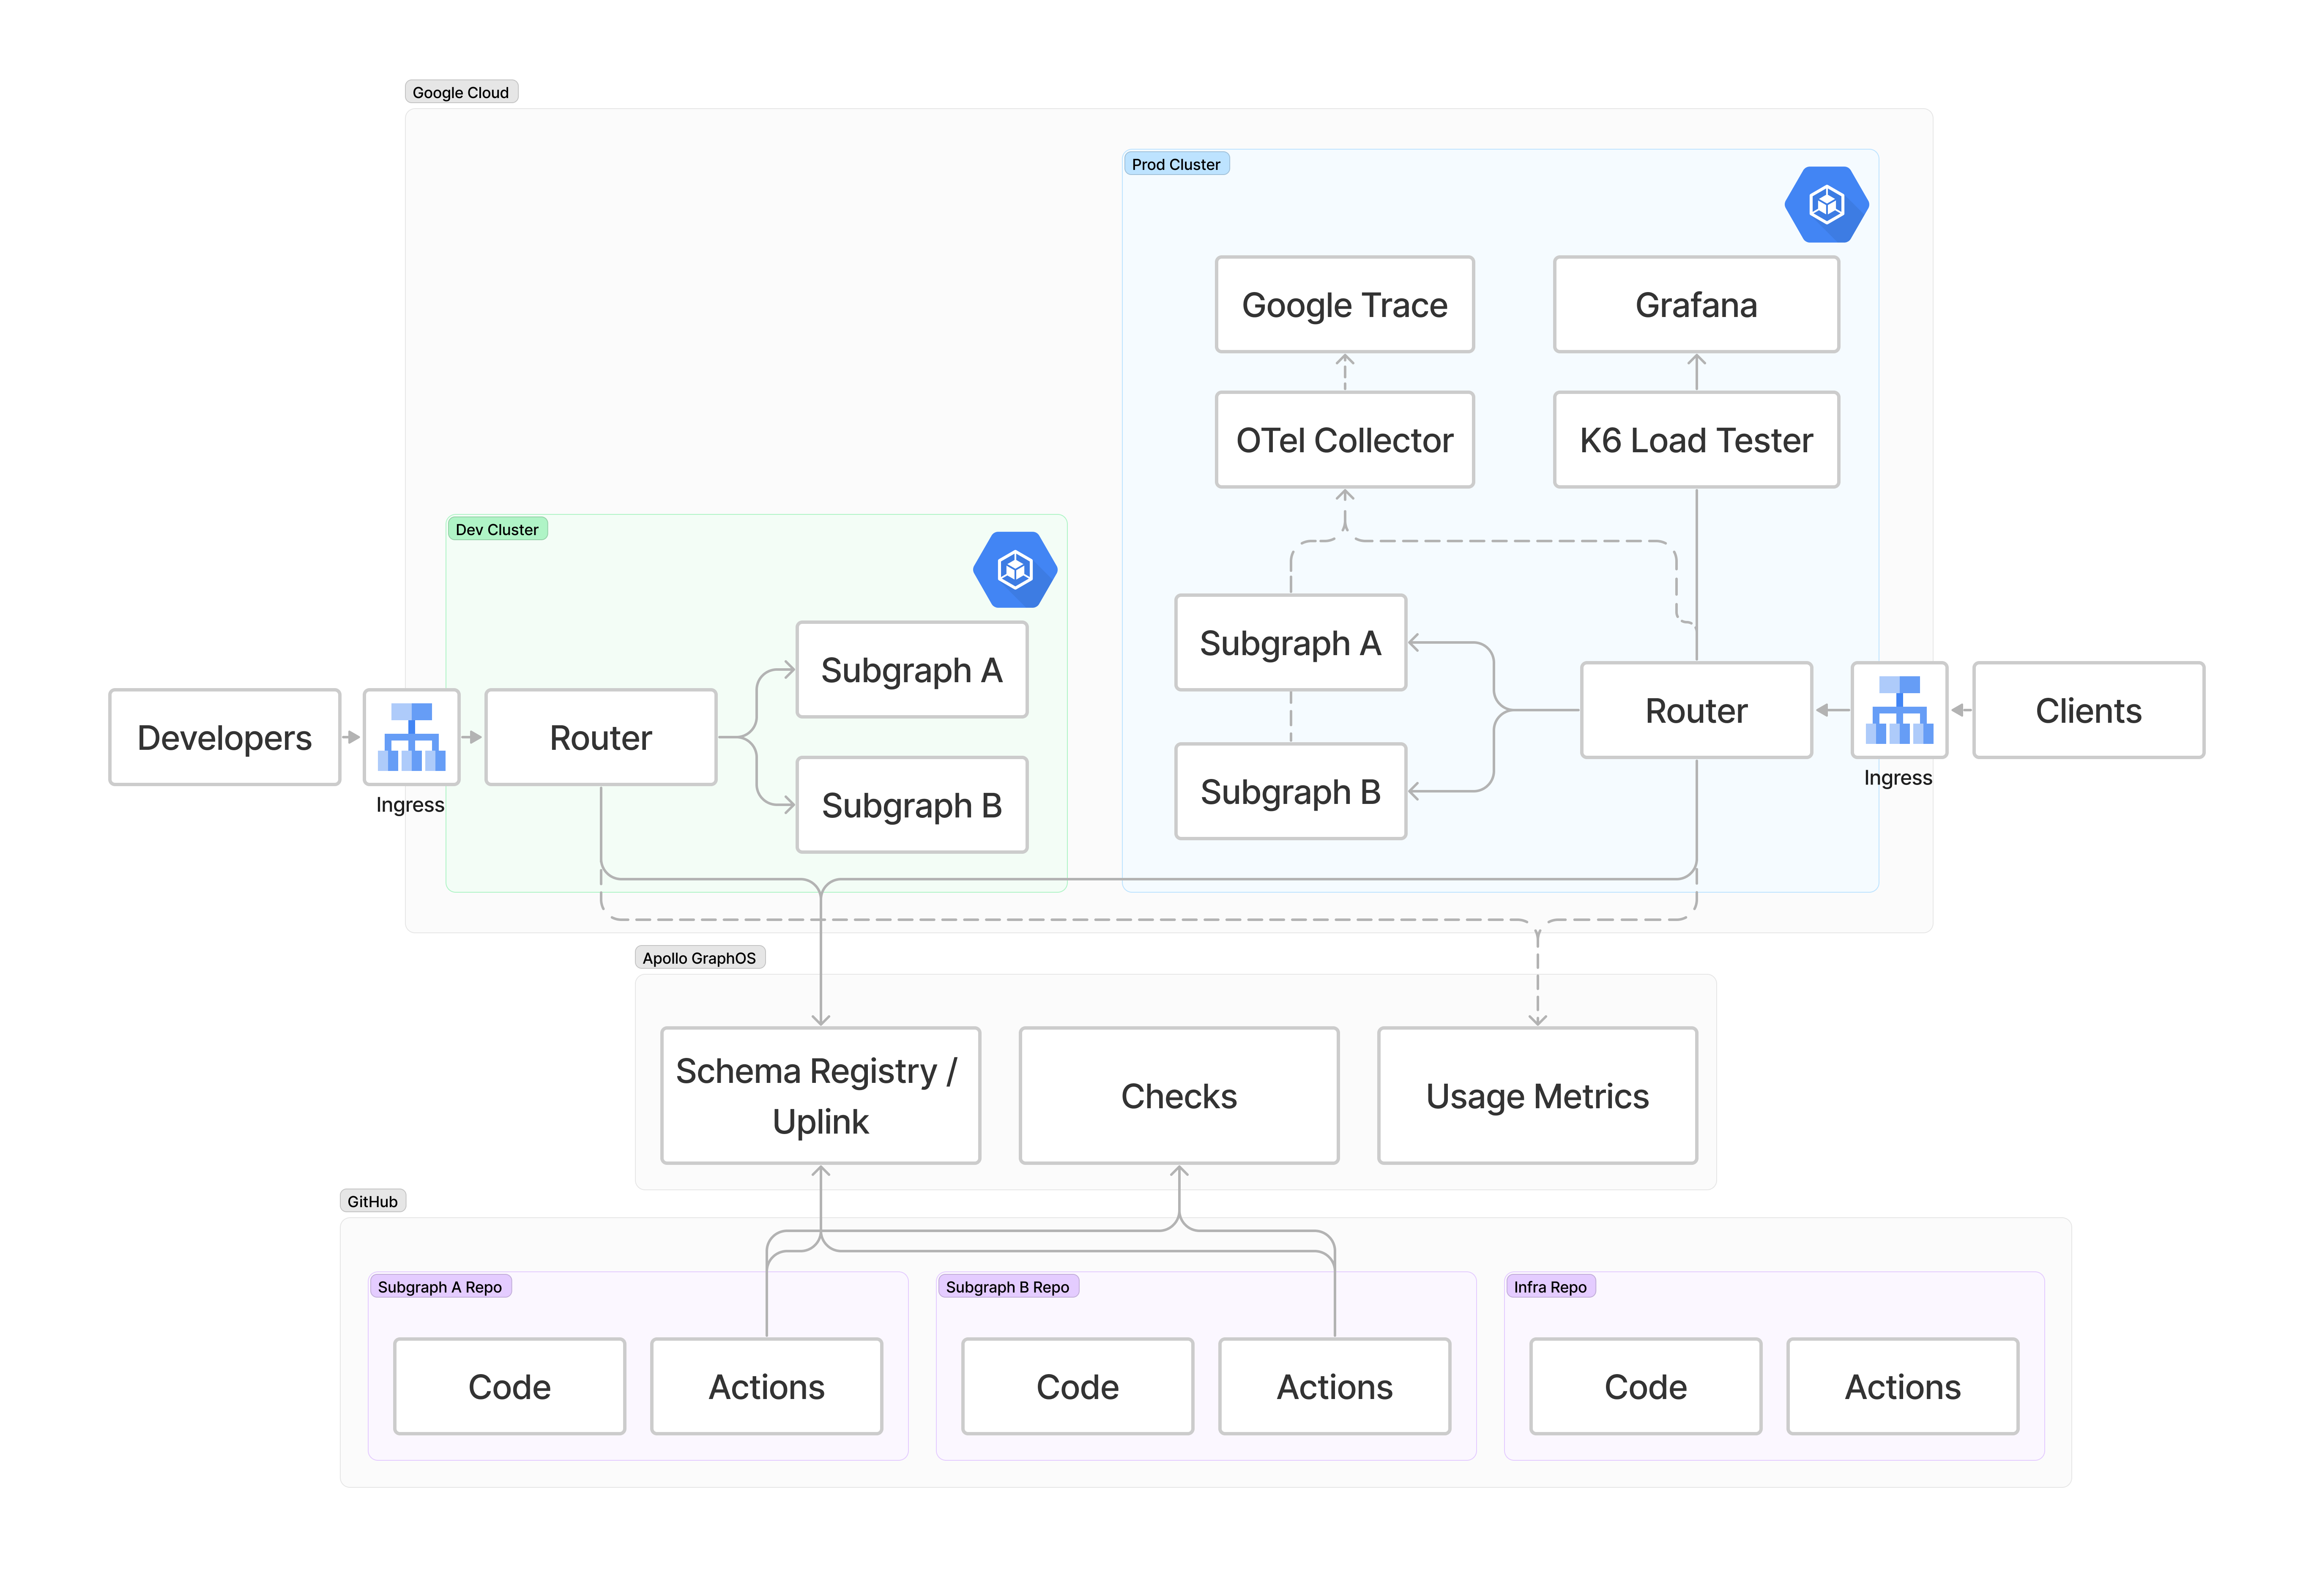 Google Cloud
Prod Cluster
Google Trace
Grafana
OTel Collector
K6 Load Tester
Dev Cluster
Subgraph A
Subgraph B
Developers
Ingress
Router
Subgraph A
Subgraph B
Router
Ingress
Clients
Apollo GraphOS
Schema Registry /
Uplink
Checks
Usage Metrics
GitHub
Subgraph A Repo
Code
Actions
Subgraph B Repo
Code
Actions
Infra Repo
Code
Actions